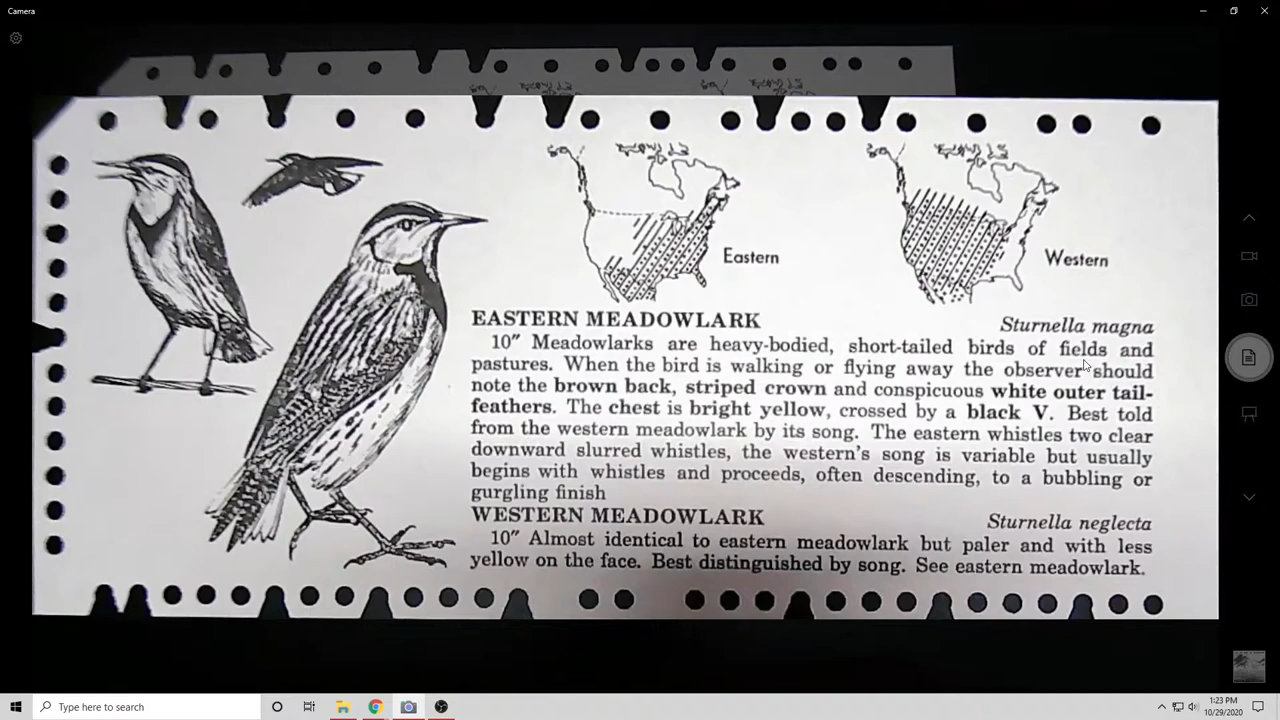 Camera
Eastern
Western
EASTERN MEADOWLARK Sturnella magna
10″ Meadowlarks are heavy-bodied, short-tailed birds of fields and
pastures. When the bird is walking or flying away the observer should
note the brown back, striped crown and conspicuous white outer tail-
feathers. The chest is bright yellow, crossed by a black V. Best told
from the western meadowlark by its song. The eastern whistles two clear
downward slurred whistles, the western's song is variable but usually
begins with whistles and proceeds, often descending, to a bubbling or
gurgling finish
WESTERN MEADOWLARK Sturnella neglecta
10″ Almost identical to eastern meadowlark but paler and with less
yellow on the face. Best distinguished by song. See eastern meadowlark.
Type here to search
1:23 PM
10/29/2020